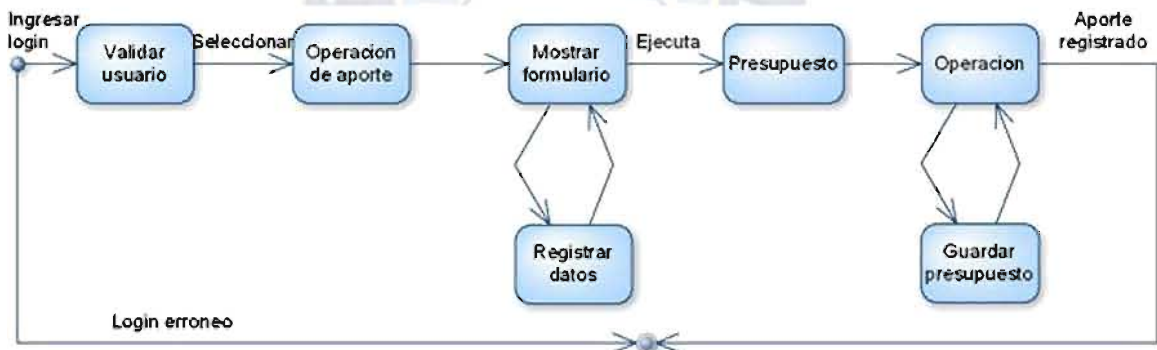 Ingresar
login
Validar
usuario
Seleccionar
Operacion
de aporte
Mostrar
formulario
Ejecuta
Presupuesto
Operacion
Aporte
registrado
Registrar
datos
Guardar
presupuesto
Login erroneo